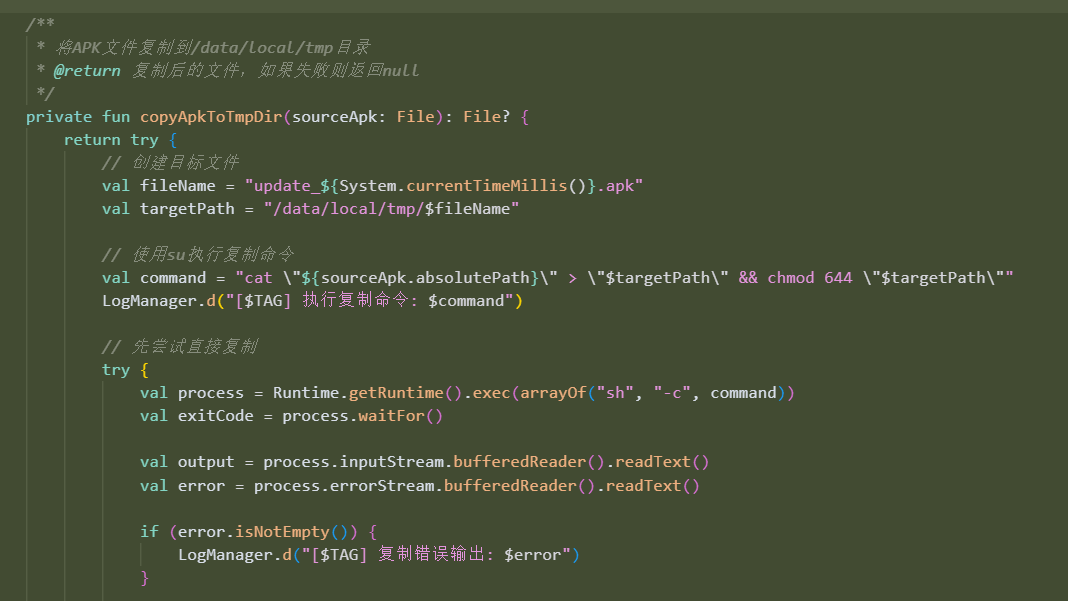 /**
 * 将APK文件复制到/data/local/tmp目录
 * @return 复制后的文件，如果失败则返回null
 */
private fun copyApkToTmpDir(sourceApk: File): File? {
    return try {
        // 创建目标文件
        val fileName = "update_${System.currentTimeMillis()}.apk"
        val targetPath = "/data/local/tmp/$fileName"

        // 使用su执行复制命令
        val command = "cat \"${sourceApk.absolutePath}\" > \"$targetPath\" && chmod 644 \"$targetPath\""
        LogManager.d("[$TAG] 执行复制命令: $command")

        // 先尝试直接复制
        try {
            val process = Runtime.getRuntime().exec(arrayOf("sh", "-c", command))
            val exitCode = process.waitFor()

            val output = process.inputStream.bufferedReader().readText()
            val error = process.errorStream.bufferedReader().readText()

            if (error.isNotEmpty()) {
                LogManager.d("[$TAG] 复制错误输出: $error")
            }